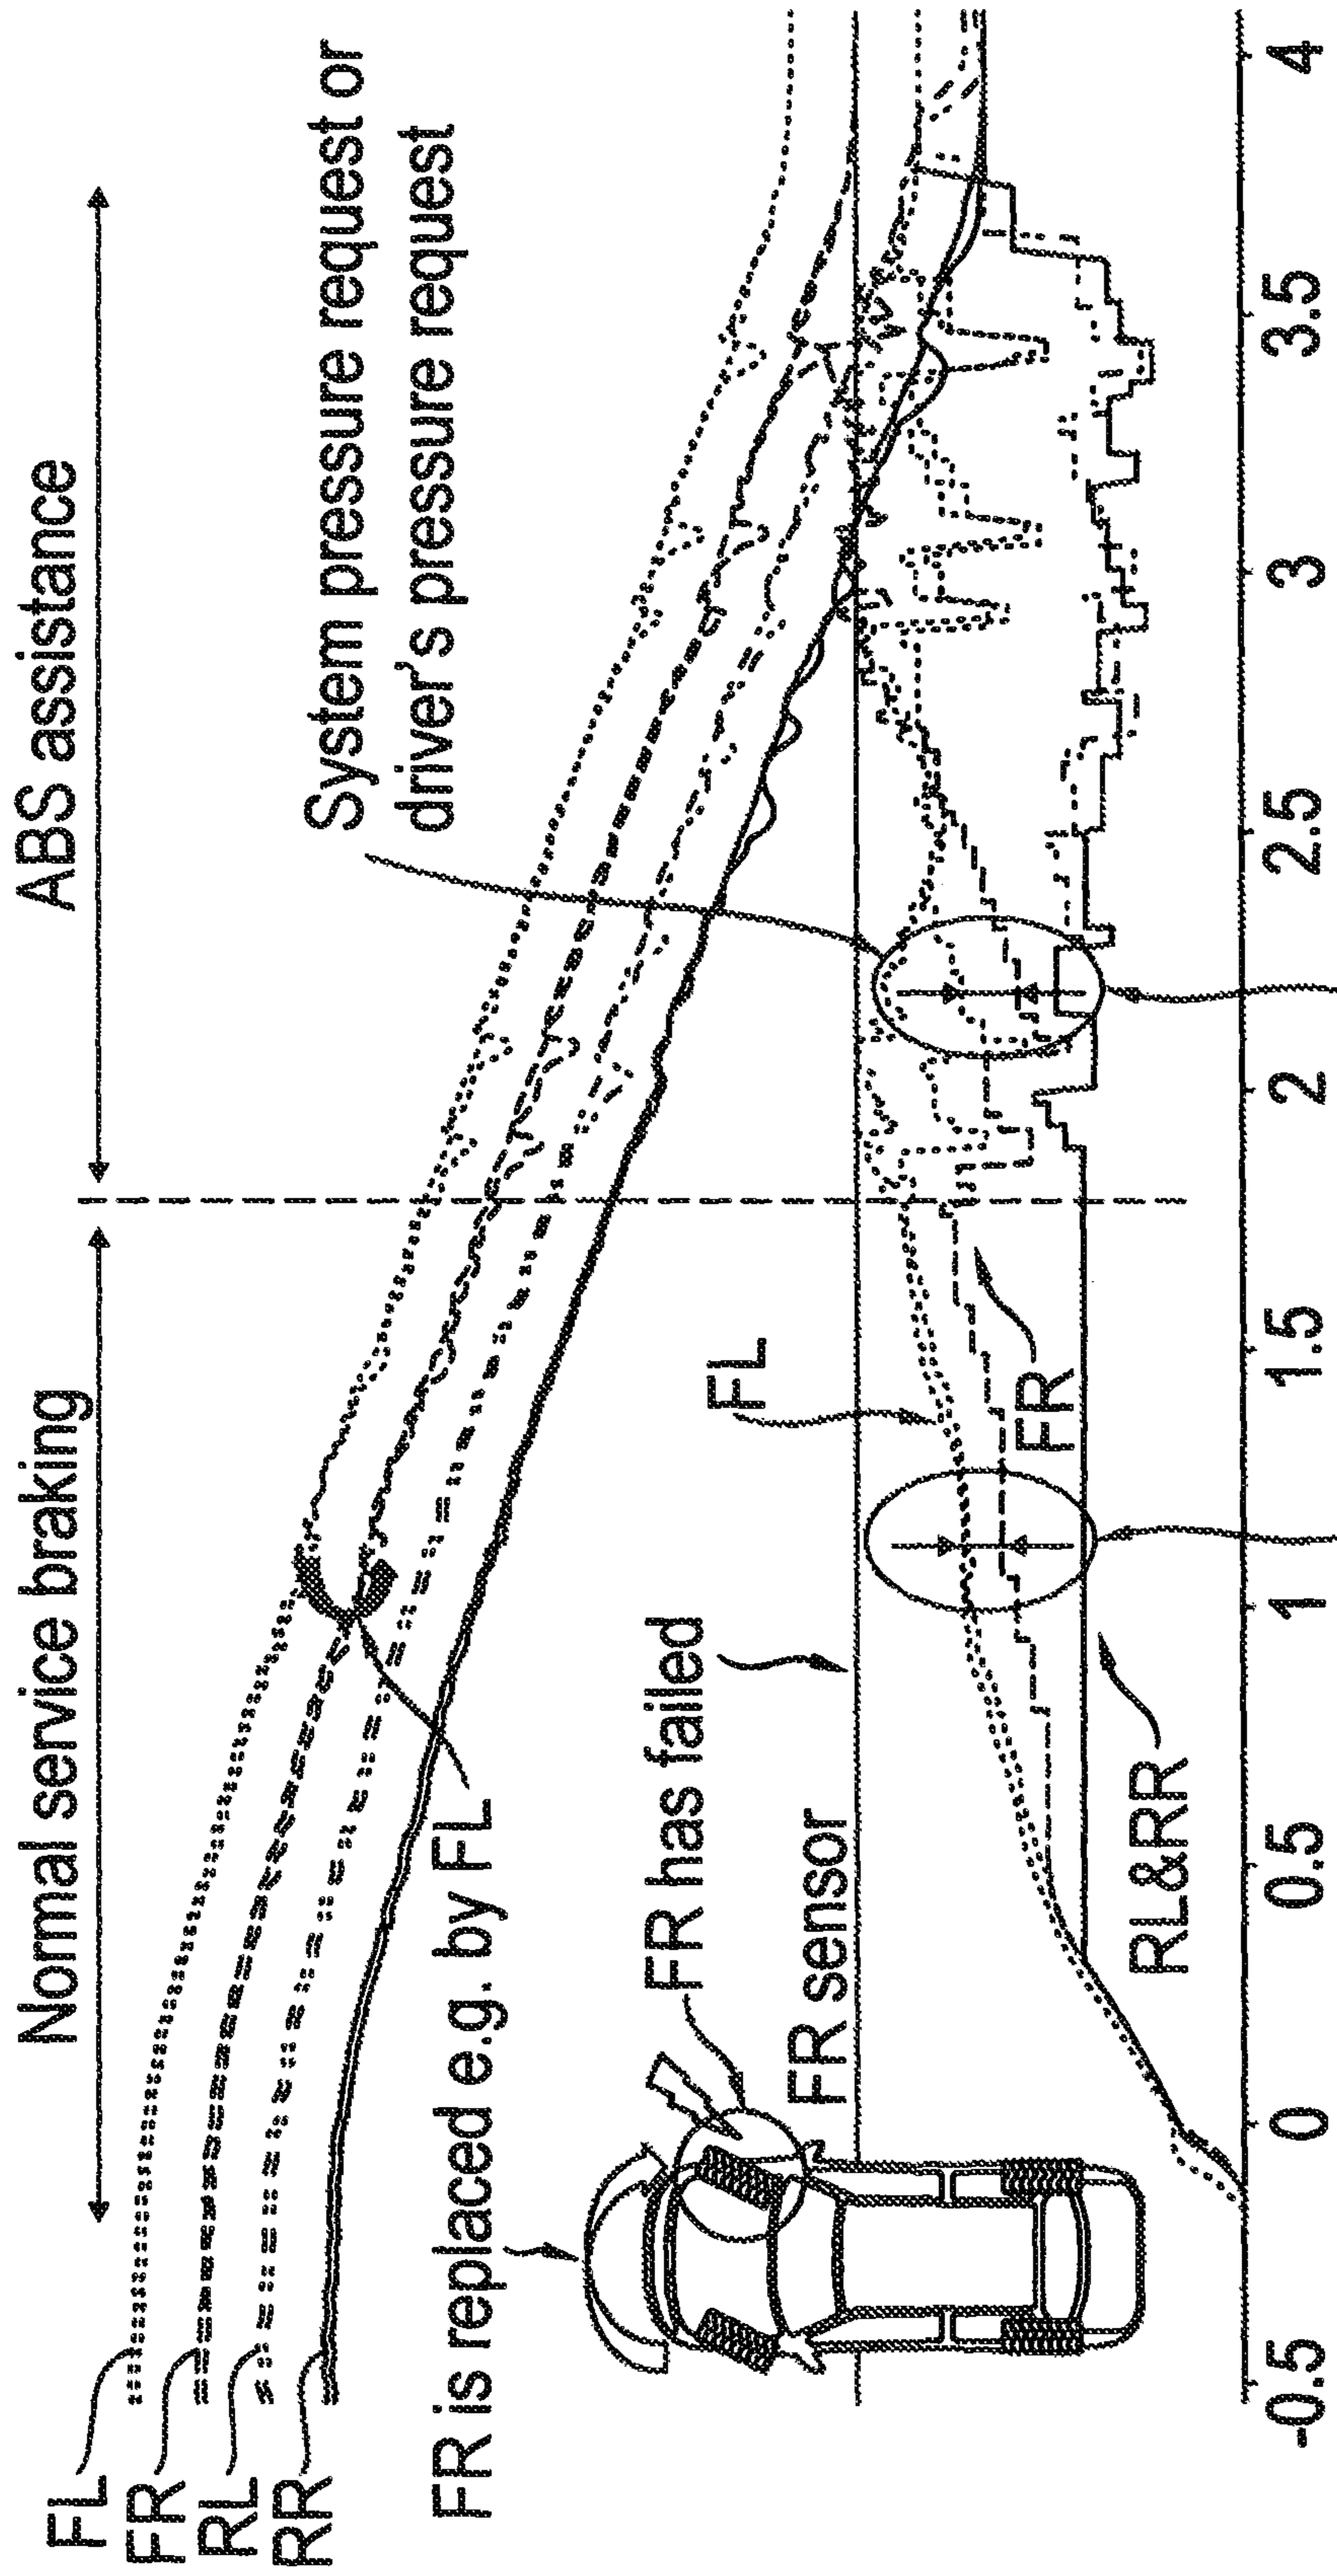 Normal service braking
ABS assistance
FL
FR
RL
RR
System pressure request or
driver's pressure request
FR is replaced e.g. by FL
FR has failed
FR sensor
FL
FR
RL&RR
-0.5
0
0.5
1
1.5
2
2.5
3
3.5
4